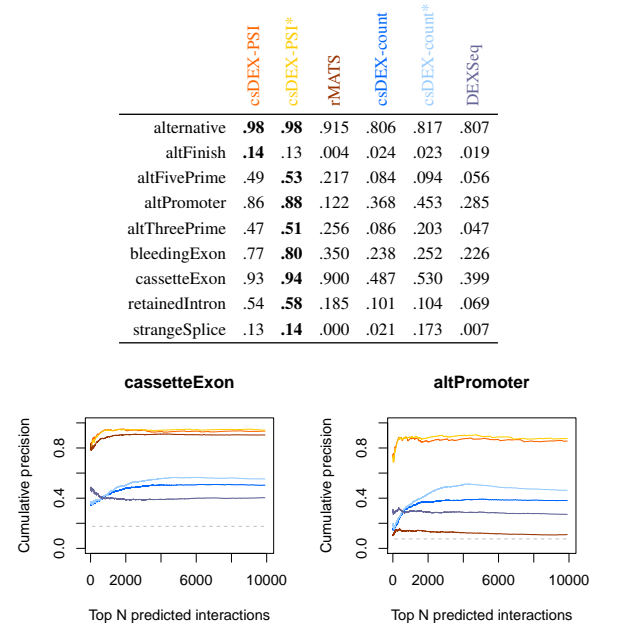 csDEX-PSI csDEX-PSI* rMATS csDEX-count csDEX-count* DEXSeq
alternative .98 .98 .915 .806 .817 .807
altFinish .14 .13 .004 .024 .023 .019
altFivePrime .49 .53 .217 .084 .094 .056
altPromoter .86 .88 .122 .368 .453 .285
altThreePrime .47 .51 .256 .086 .203 .047
bleedingExon .77 .80 .350 .238 .252 .226
cassetteExon .93 .94 .900 .487 .530 .399
retainedIntron .54 .58 .185 .101 .104 .069
strangeSplice .13 .14 .000 .021 .173 .007
cassetteExon
Cumulative precision
0.8
0.4
0.0
0 2000 6000 10000
Top N predicted interactions
altPromoter
Cumulative precision
0.8
0.4
0.0
0 2000 6000 10000
Top N predicted interactions